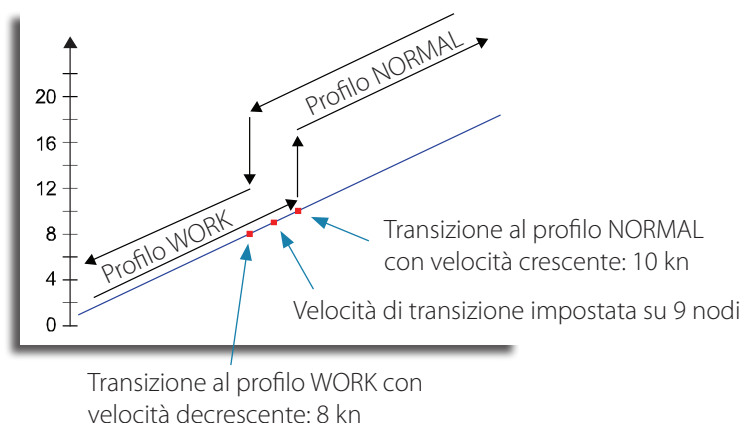 20
16
12
8
4
0
Profilo NORMAL
Profilo WORK
Transizione al profilo NORMAL
con velocità crescente: 10 kn
Velocità di transizione impostata su 9 nodi
Transizione al profilo WORK con
velocità decrescente: 8 kn